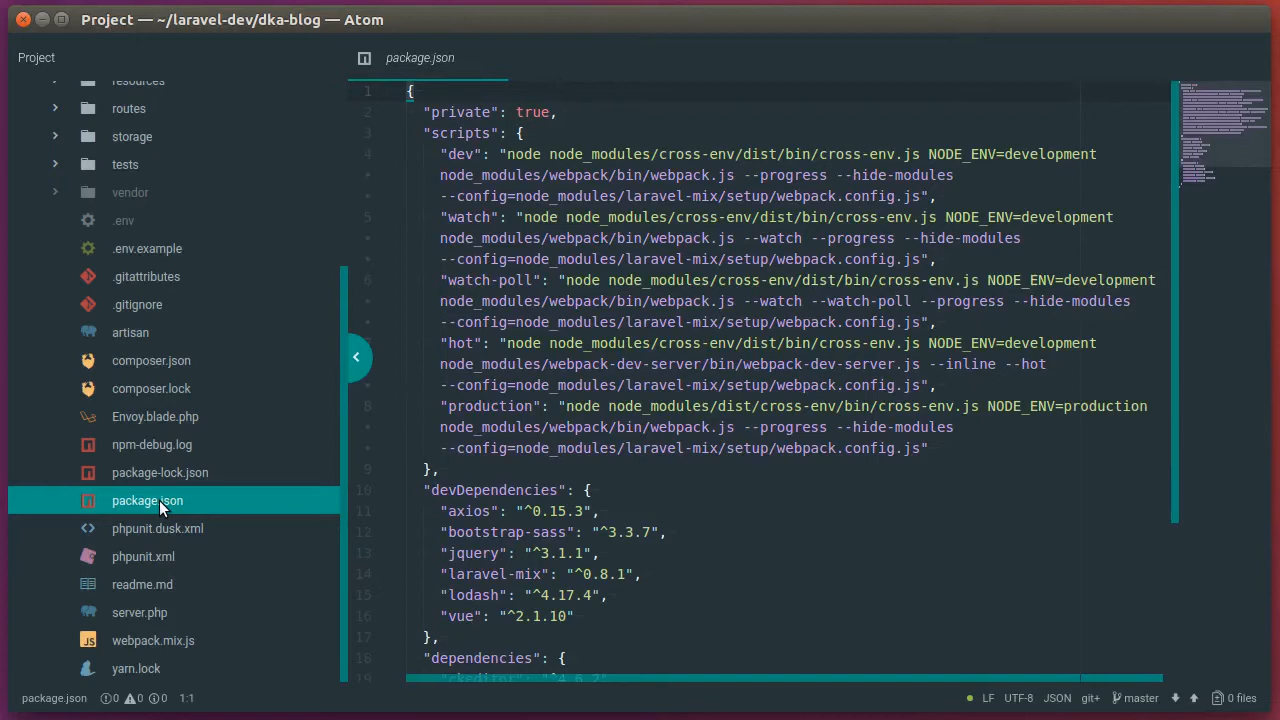 Project — ~/laravel-dev/dka-blog — Atom
Project
package.json
resources
routes
storage
tests
vendor
.env
.env.example
.gitattributes
.gitignore
artisan
composer.json
composer.lock
Envoy.blade.php
npm-debug.log
package-lock.json
package.json
phpunit.dusk.xml
phpunit.xml
readme.md
server.php
JS webpack.mix.js
yarn.lock
1 {
2 "private": true,
3 "scripts": {
4 "dev": "node node_modules/cross-env/dist/bin/cross-env.js NODE_ENV=development
• node_modules/webpack/bin/webpack.js --progress --hide-modules
• --config=node_modules/laravel-mix/setup/webpack.config.js",
5 "watch": "node node_modules/cross-env/dist/bin/cross-env.js NODE_ENV=development
• node_modules/webpack/bin/webpack.js --watch --progress --hide-modules
• --config=node_modules/laravel-mix/setup/webpack.config.js",
6 "watch-poll": "node node_modules/cross-env/dist/bin/cross-env.js NODE_ENV=development
• node_modules/webpack/bin/webpack.js --watch --watch-poll --progress --hide-modules
• --config=node_modules/laravel-mix/setup/webpack.config.js",
"hot": "node node_modules/cross-env/dist/bin/cross-env.js NODE_ENV=development
node_modules/webpack-dev-server/bin/webpack-dev-server.js --inline --hot
• --config=node_modules/laravel-mix/setup/webpack.config.js",
8 "production": "node node_modules/dist/cross-env/bin/cross-env.js NODE_ENV=production
• node_modules/webpack/bin/webpack.js --progress --hide-modules
• --config=node_modules/laravel-mix/setup/webpack.config.js"
9 },
10 "devDependencies": {
11 "axios": "^0.15.3",
12 "bootstrap-sass": "^3.3.7",
13 "jquery": "^3.1.1",
14 "laravel-mix": "^0.8.1",
15 "lodash": "^4.17.4",
16 "vue": "^2.1.10"
17 },
18 "dependencies": {
19 "ckeditor": "^4.6.2"
package.json 0 0 0 1:1
LF UTF-8 JSON git+ master 0 files